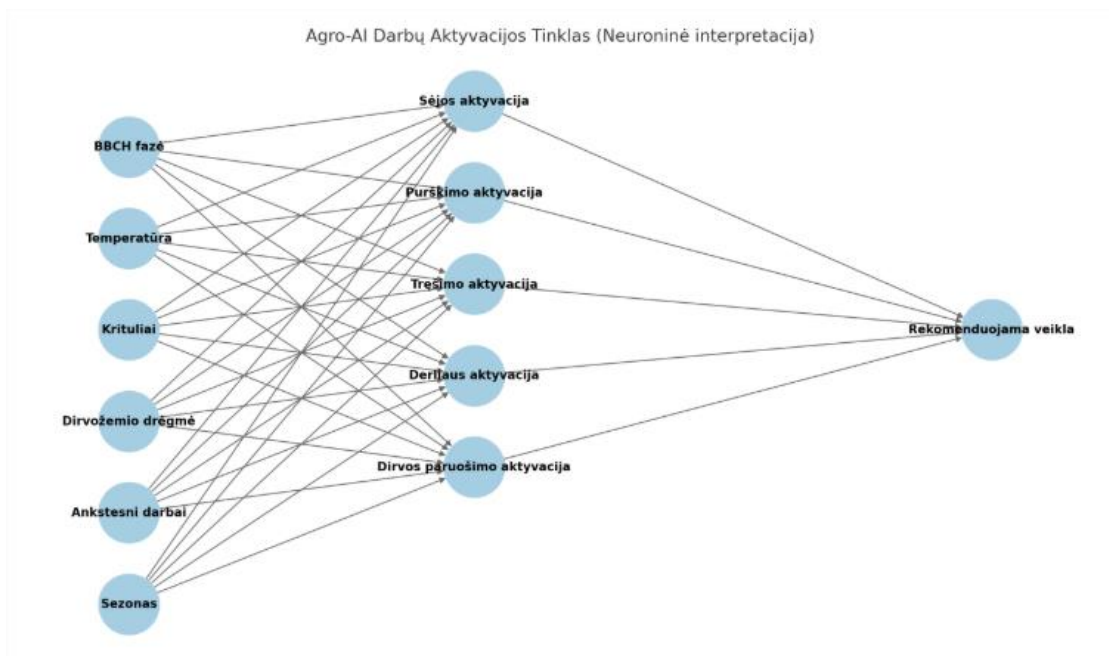 Agro-AI Darbų Aktyvacijos Tinklas (Neuroninė interpretacija)
Sėjos aktyvacija
BBCH fazė
Purškimo aktyvacija
Temperatūra
Tręšimo aktyvacija
Krituliai
Rekomenduojama veikla
Derliaus aktyvacija
Dirvožemio drėgmė
Dirvos paruošimo aktyvacija
Ankstesni darbai
Sezonas